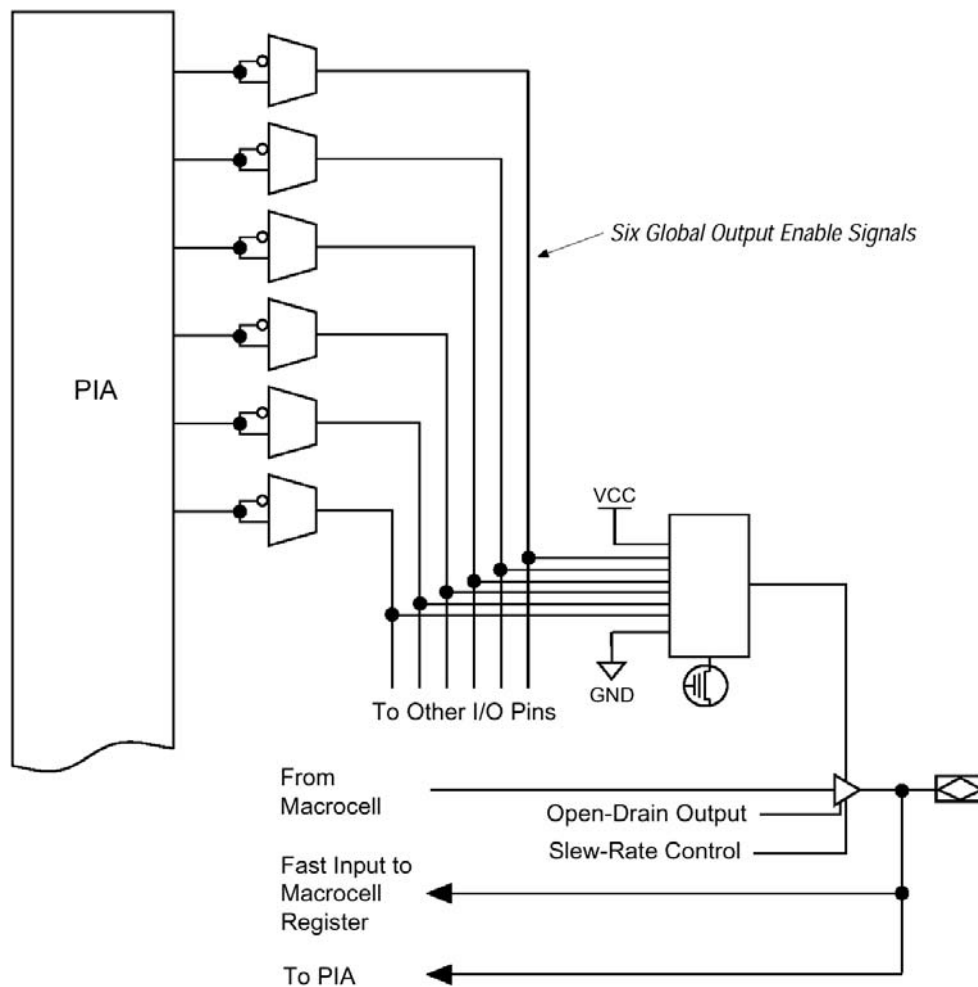 Six Global Output Enable Signals
PIA
VCC
GND
To Other I/O Pins
From
Macrocell
Open-Drain Output
Slew-Rate Control
Fast Input to
Macrocell
Register
To PIA